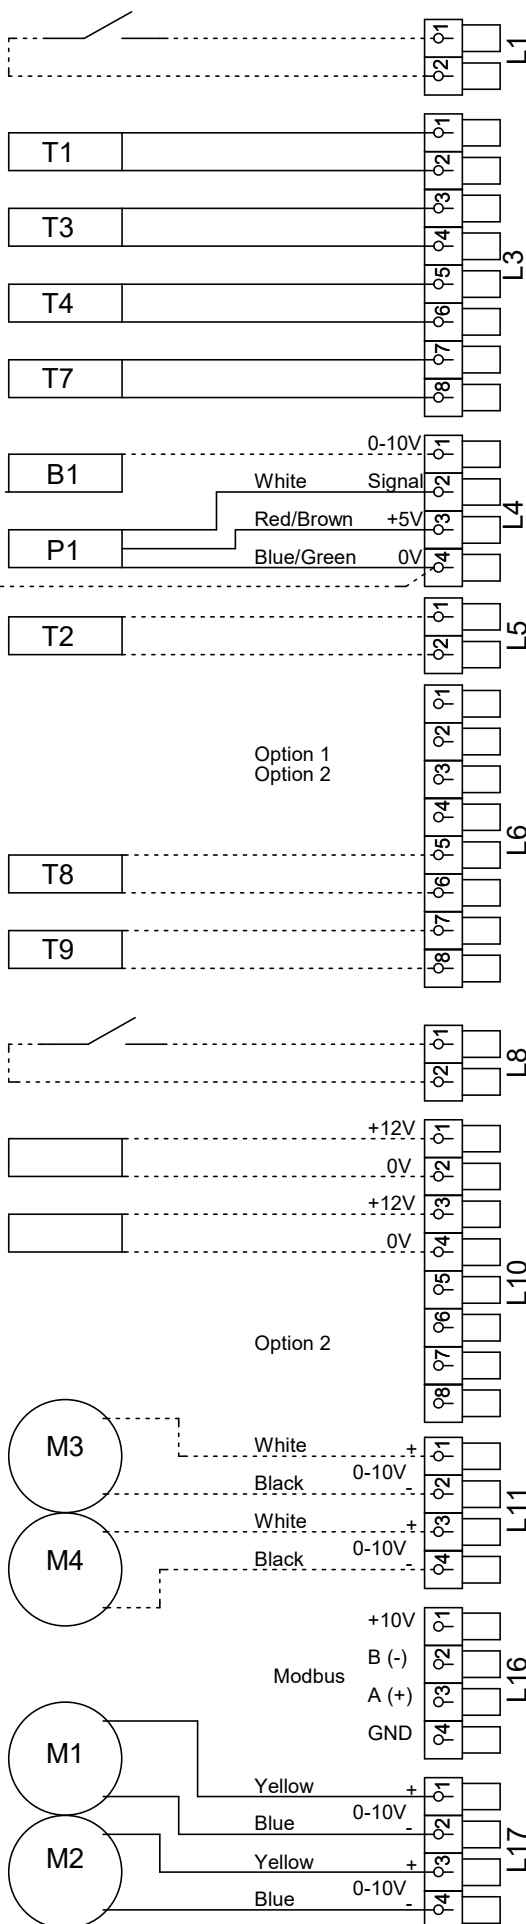 1
2
L1
T1
1
2
T3
3
4
T4
5
6
T7
7
8
L3
B1
0-10V
1
White
Signal
2
P1
Red/Brown
+5V
3
Blue/Green
0V
4
L4
T2
1
2
L5
1
2
Option 1
Option 2
3
4
T8
5
6
T9
7
8
L6
1
2
L8
+12V
1
0V
2
+12V
3
0V
4
5
6
Option 2
7
8
L10
M3
White
+
1
0-10V
Black
-
2
M4
White
+
3
0-10V
Black
-
4
L11
+10V
1
Modbus
B (-)
2
A (+)
3
GND
4
L16
M1
Yellow
+
1
0-10V
Blue
-
2
M2
Yellow
+
3
0-10V
Blue
-
4
L17